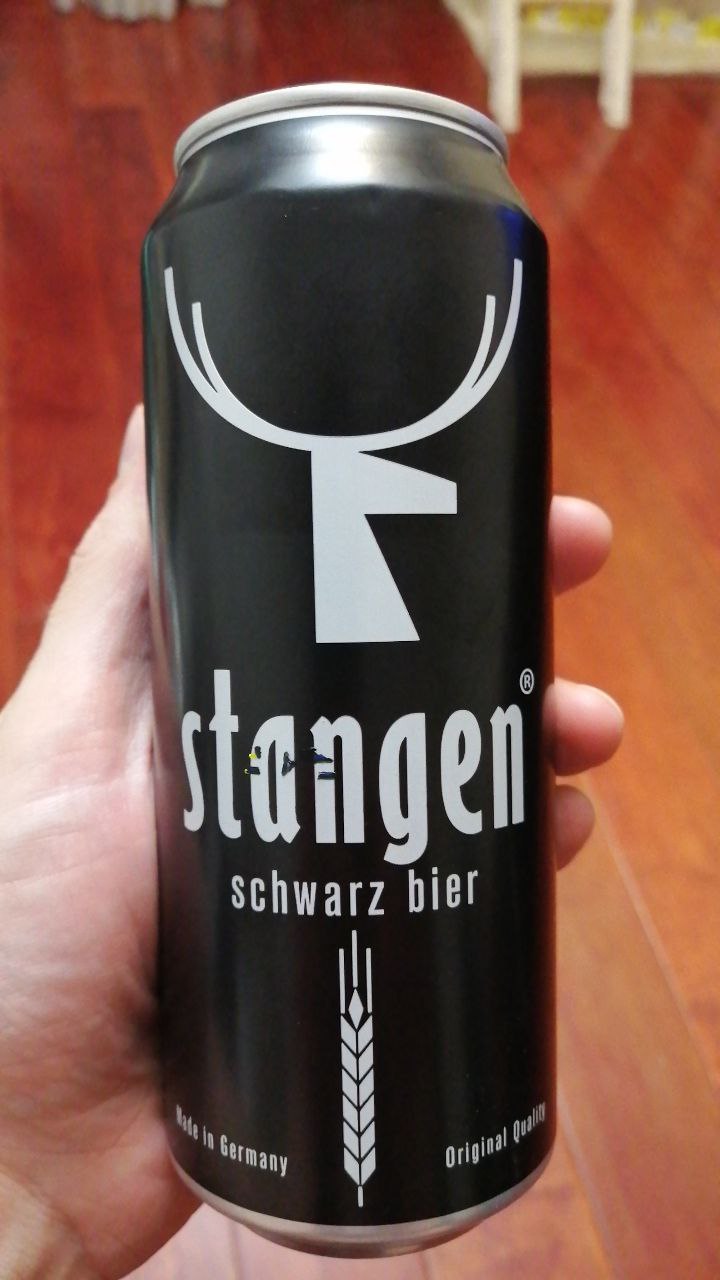 stangen®
schwarz bier
Made in Germany
Original Quality